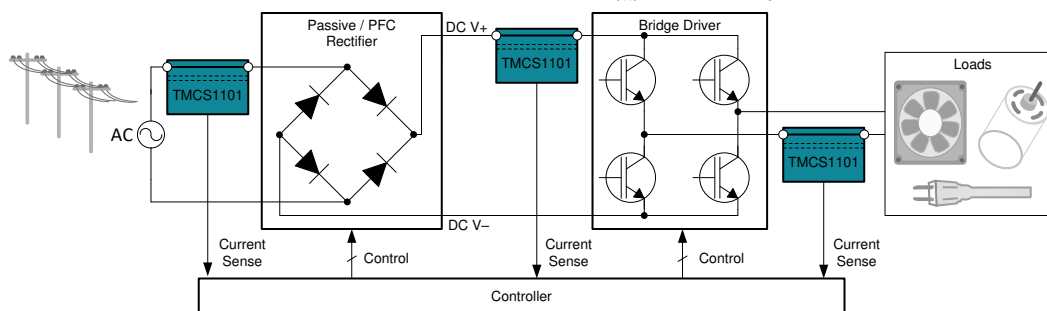 Passive / PFC
Rectifier
DC V+
Bridge Driver
TMCS1101
TMCS1101
Loads
AC
TMCS1101
DC V–
Current
Sense
Control
Current
Sense
Control
Current
Sense
Controller